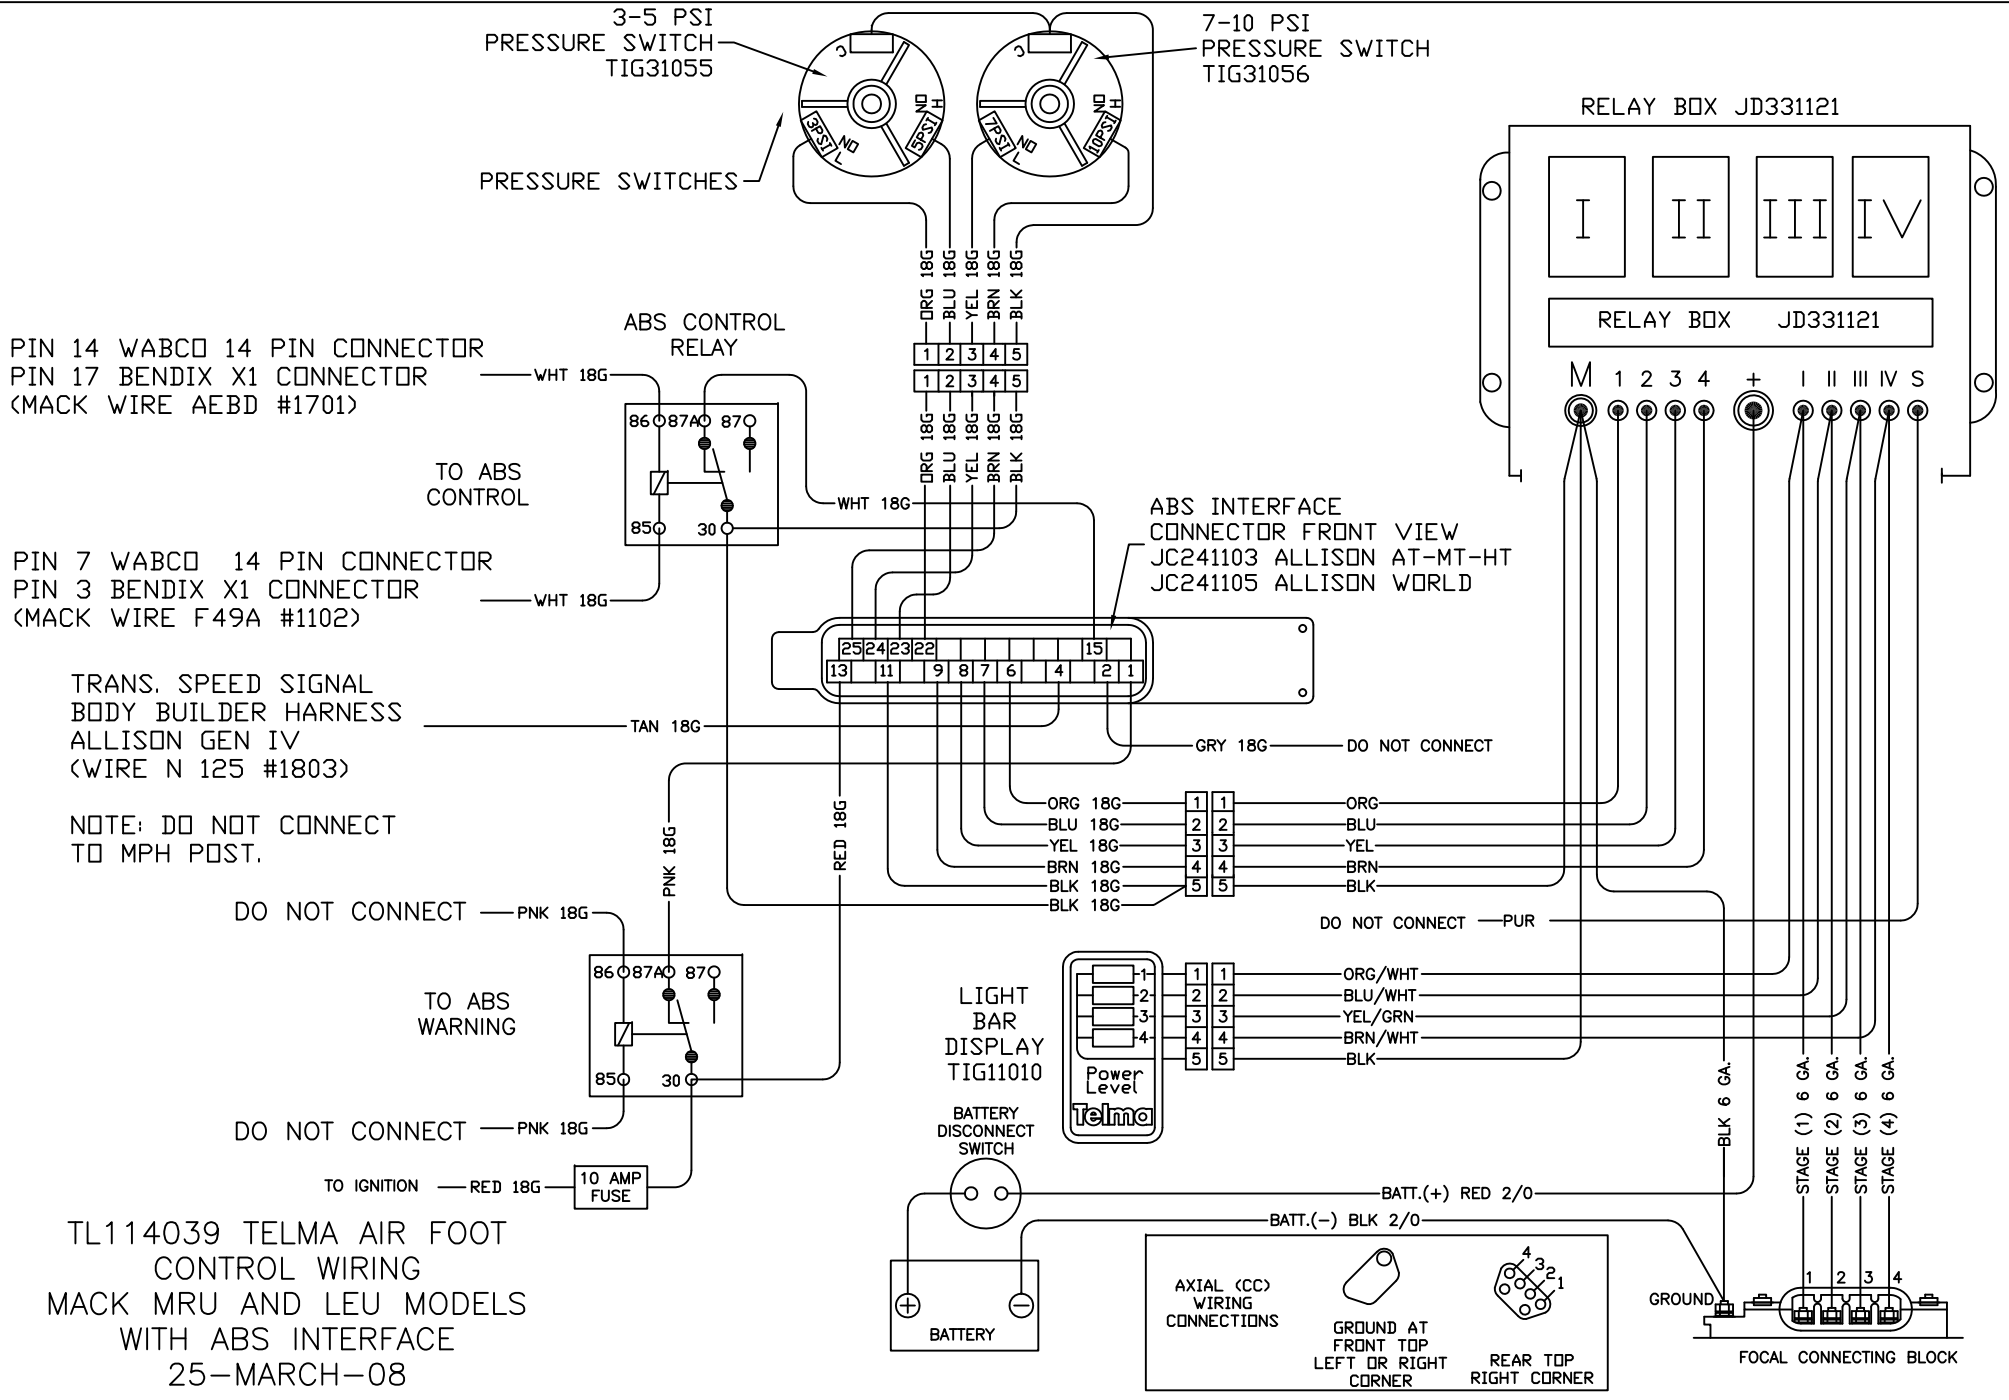 3-5 PSI
PRESSURE SWITCH
TIG31055
7-10 PSI
PRESSURE SWITCH
TIG31056
C
NO
H
3PSI
NO
L
5PSI
C
NO
H
7PSI
NO
L
10PSI
PRESSURE SWITCHES
RELAY BOX JD331121
I II III IV
RELAY BOX JD331121
M 1 2 3 4 + I II III IV S
ORG 18G
BLU 18G
YEL 18G
BRN 18G
BLK 18G
1 2 3 4 5
1 2 3 4 5
ORG 18G
BLU 18G
YEL 18G
BRN 18G
BLK 18G
ABS CONTROL
RELAY
PIN 14 WABCO 14 PIN CONNECTOR
PIN 17 BENDIX X1 CONNECTOR
(MACK WIRE AEBD #1701)
WHT 18G
86 87A 87
85 30
TO ABS
CONTROL
WHT 18G
PIN 7 WABCO 14 PIN CONNECTOR
PIN 3 BENDIX X1 CONNECTOR
(MACK WIRE F49A #1102)
WHT 18G
ABS INTERFACE
CONNECTOR FRONT VIEW
JC241103 ALLISON AT-MT-HT
JC241105 ALLISON WORLD
25 24 23 22 15
13 11 9 8 7 6 4 2 1
TRANS. SPEED SIGNAL
BODY BUILDER HARNESS
ALLISON GEN IV
(WIRE N 125 #1803)
TAN 18G
GRY 18G
DO NOT CONNECT
NOTE: DO NOT CONNECT
TO MPH POST.
PNK 18G
RED 18G
ORG 18G 1 1 ORG
BLU 18G 2 2 BLU
YEL 18G 3 3 YEL
BRN 18G 4 4 BRN
BLK 18G 5 5 BLK
BLK 18G
DO NOT CONNECT PUR
DO NOT CONNECT PNK 18G
86 87A 87
85 30
TO ABS
WARNING
DO NOT CONNECT PNK 18G
TO IGNITION RED 18G
10 AMP
FUSE
LIGHT
BAR
DISPLAY
TIG11010
1 1 1 ORG/WHT
2 2 2 BLU/WHT
3 3 3 YEL/GRN
4 4 4 BRN/WHT
5 5 BLK
Power
Level
Telma
BATTERY
DISCONNECT
SWITCH
BATT.(+) RED 2/0
BATT.(-) BLK 2/0
+ -
BATTERY
BLK 6 GA.
STAGE (1) 6 GA.
STAGE (2) 6 GA.
STAGE (3) 6 GA.
STAGE (4) 6 GA.
AXIAL (CC)
WIRING
CONNECTIONS
GROUND AT
FRONT TOP
LEFT OR RIGHT
CORNER
4
3
2
1
REAR TOP
RIGHT CORNER
1 2 3 4
GROUND
FOCAL CONNECTING BLOCK
TL114039 TELMA AIR FOOT
CONTROL WIRING
MACK MRU AND LEU MODELS
WITH ABS INTERFACE
25-MARCH-08